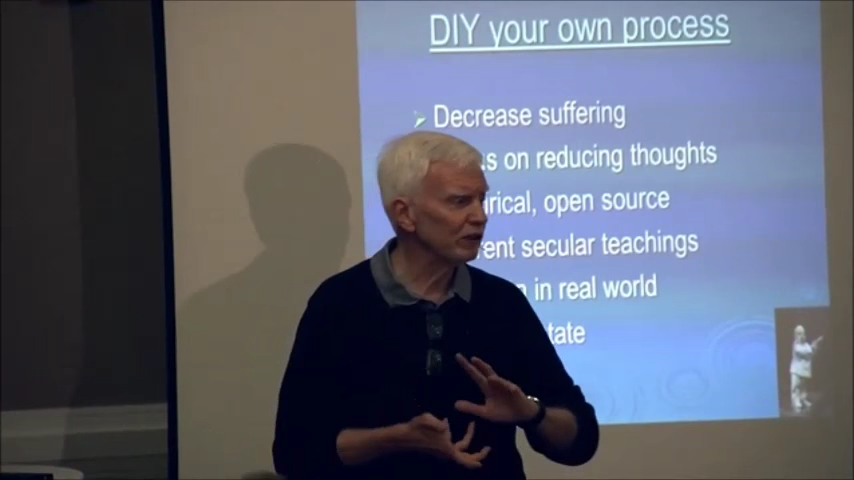 DIY your own process
Decrease suffering
on reducing thoughts
open source
secular teachings
in real world